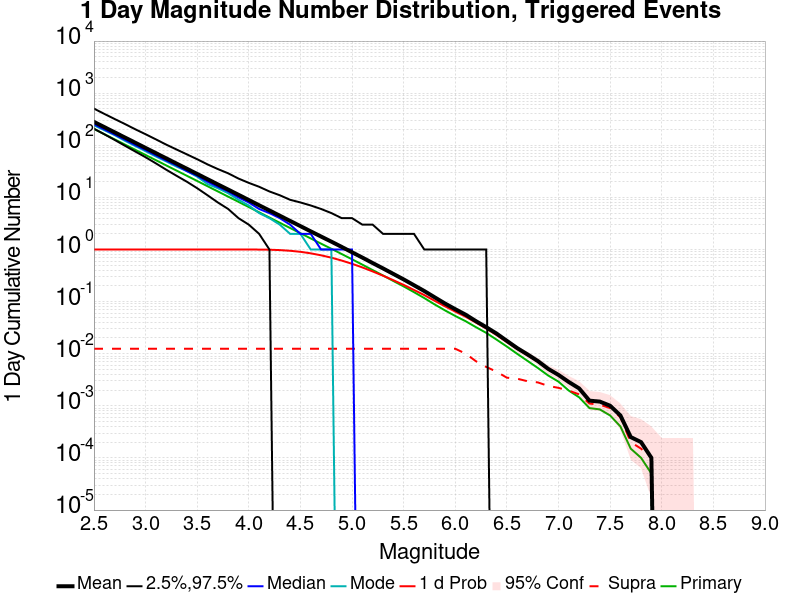 1 Day Magnitude Number Distribution, Triggered Events
1 Day Cumulative Number
10^4
10^3
10^2
10^1
10^0
10^-1
10^-2
10^-3
10^-4
10^-5
2.5 3.0 3.5 4.0 4.5 5.0 5.5 6.0 6.5 7.0 7.5 8.0 8.5 9.0
Magnitude
Mean 2.5%,97.5% Median Mode 1 d Prob 95% Conf Supra Primary